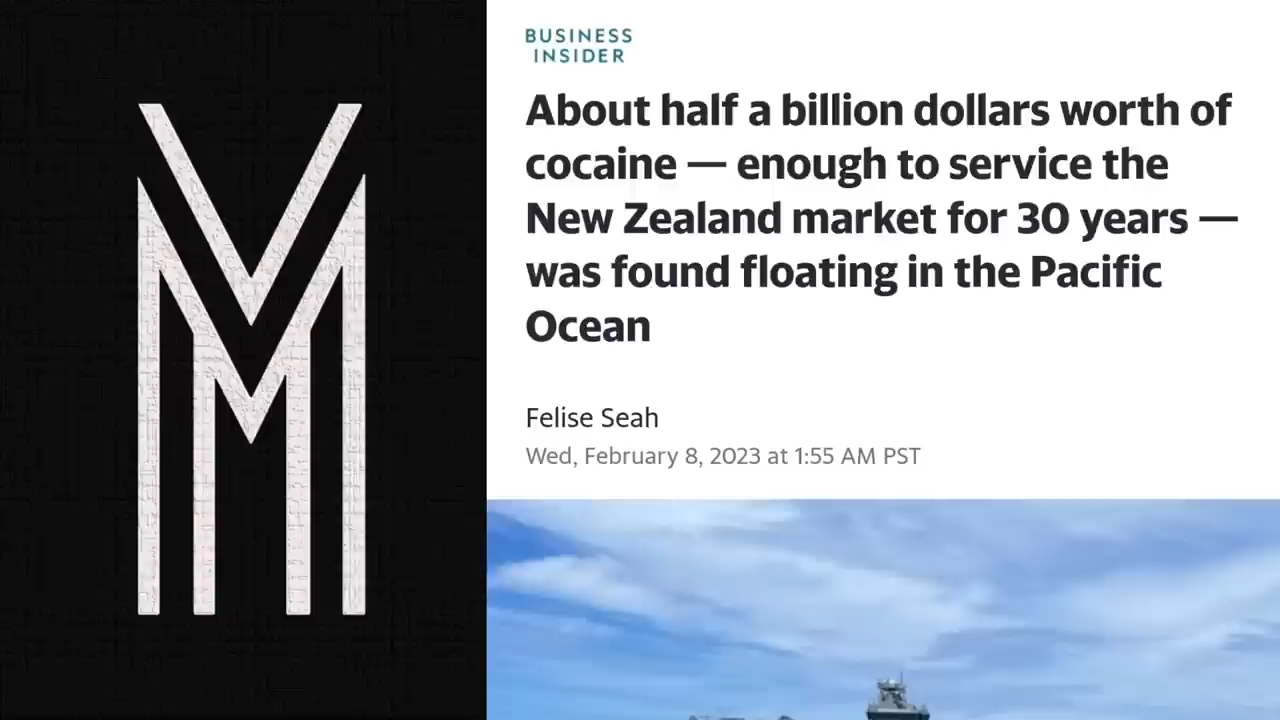 BUSINESS
INSIDER
About half a billion dollars worth of
cocaine — enough to service the
New Zealand market for 30 years —
was found floating in the Pacific
Ocean
Felise Seah
Wed, February 8, 2023 at 1:55 AM PST